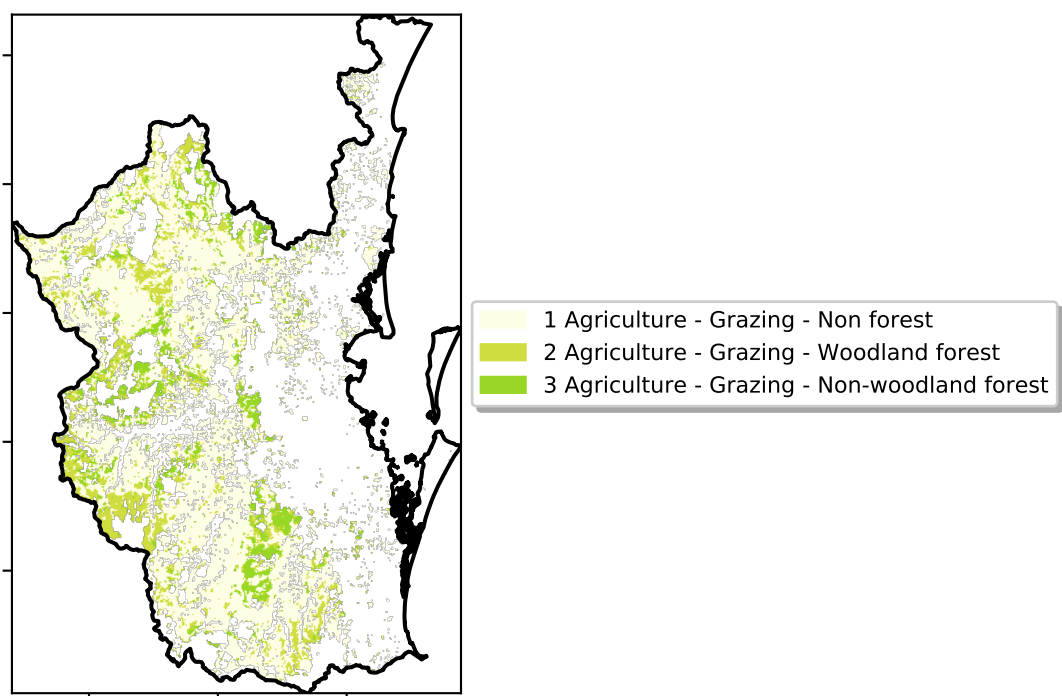 1 Agriculture - Grazing - Non forest
2 Agriculture - Grazing - Woodland forest
3 Agriculture - Grazing - Non-woodland forest